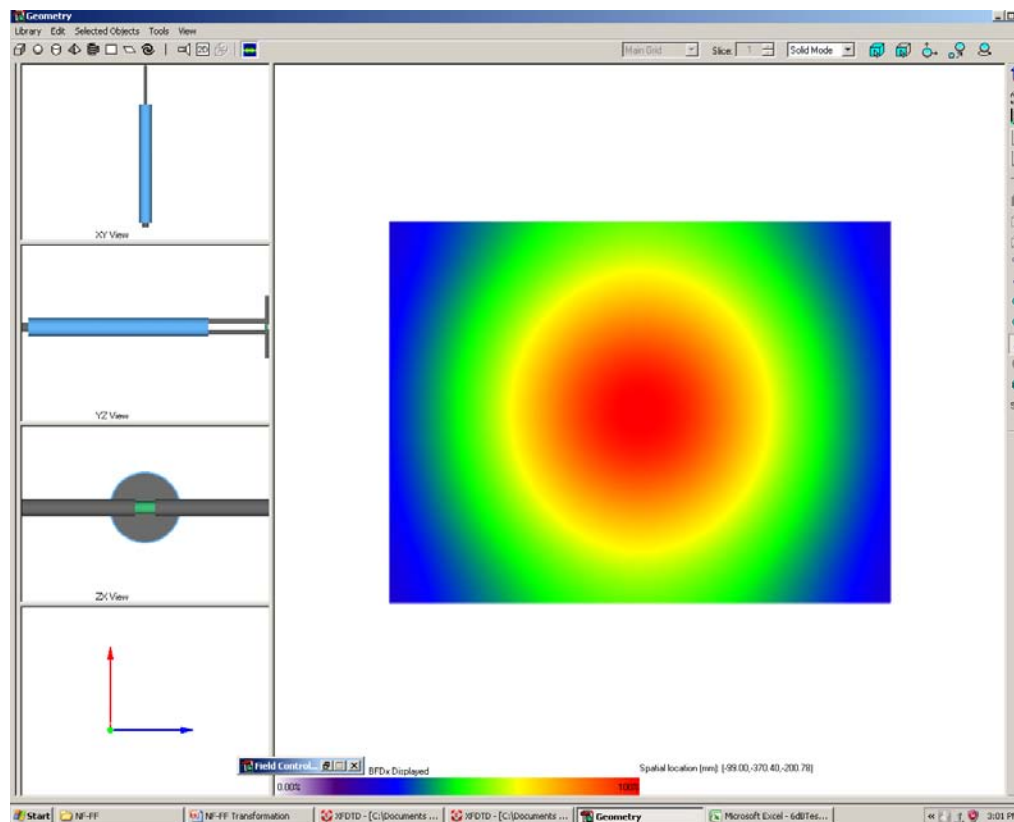 Geometry
Library Edit Selected Objects Tools View
2D
Main Grid Slice: 1 Solid Mode
XY View
YZ View
ZX View
Field Control...
BFDx Displayed
Spatial location [mm]: [-99.00,-370.40,-200.78]
0.00% 100%
Start NF-FF NF-FF Transformation XFDTD - [C:\Documents ... XFDTD - [C:\Documents ... Geometry Microsoft Excel - 6dBTes... 3:01 PM